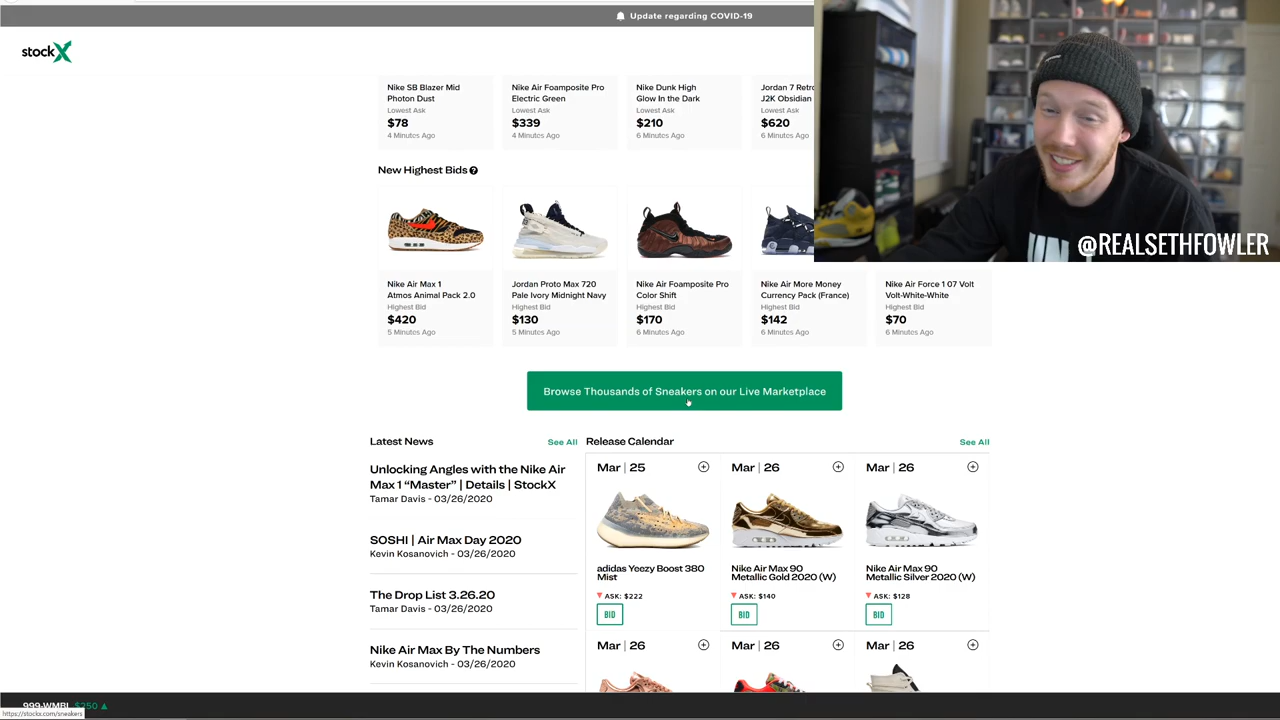 Update regarding COVID-19
stockX
Nike SB Blazer Mid
Photon Dust
Lowest Ask
$78
4 Minutes Ago
Nike Air Foamposite Pro
Electric Green
Lowest Ask
$339
4 Minutes Ago
Nike Dunk High
Glow In the Dark
Lowest Ask
$210
6 Minutes Ago
Jordan 7 Retro
J2K Obsidian
Lowest Ask
$620
6 Minutes Ago
@REALSETHFOWLER
New Highest Bids
Nike Air Max 1
Atmos Animal Pack 2.0
Highest Bid
$420
5 Minutes Ago
Jordan Proto Max 720
Pale Ivory Midnight Navy
Highest Bid
$130
5 Minutes Ago
Nike Air Foamposite Pro
Color Shift
Highest Bid
$170
6 Minutes Ago
Nike Air More Money
Currency Pack (France)
Highest Bid
$142
6 Minutes Ago
Nike Air Force 1 07 Volt
Volt-White-White
Highest Bid
$70
6 Minutes Ago
Browse Thousands of Sneakers on our Live Marketplace
Latest News
See All
Unlocking Angles with the Nike Air
Max 1 “Master” | Details | StockX
Tamar Davis - 03/26/2020
SOSHI | Air Max Day 2020
Kevin Kosanovich - 03/26/2020
The Drop List 3.26.20
Tamar Davis - 03/26/2020
Nike Air Max By The Numbers
Kevin Kosanovich - 03/26/2020
Release Calendar
See All
Mar | 25
adidas Yeezy Boost 380
Mist
ASK: $222
BID
Mar | 26
Nike Air Max 90
Metallic Gold 2020 (W)
ASK: $140
BID
Mar | 26
Nike Air Max 90
Metallic Silver 2020 (W)
ASK: $128
BID
Mar | 26
Mar | 26
Mar | 26
$250
https://stockx.com/sneakers